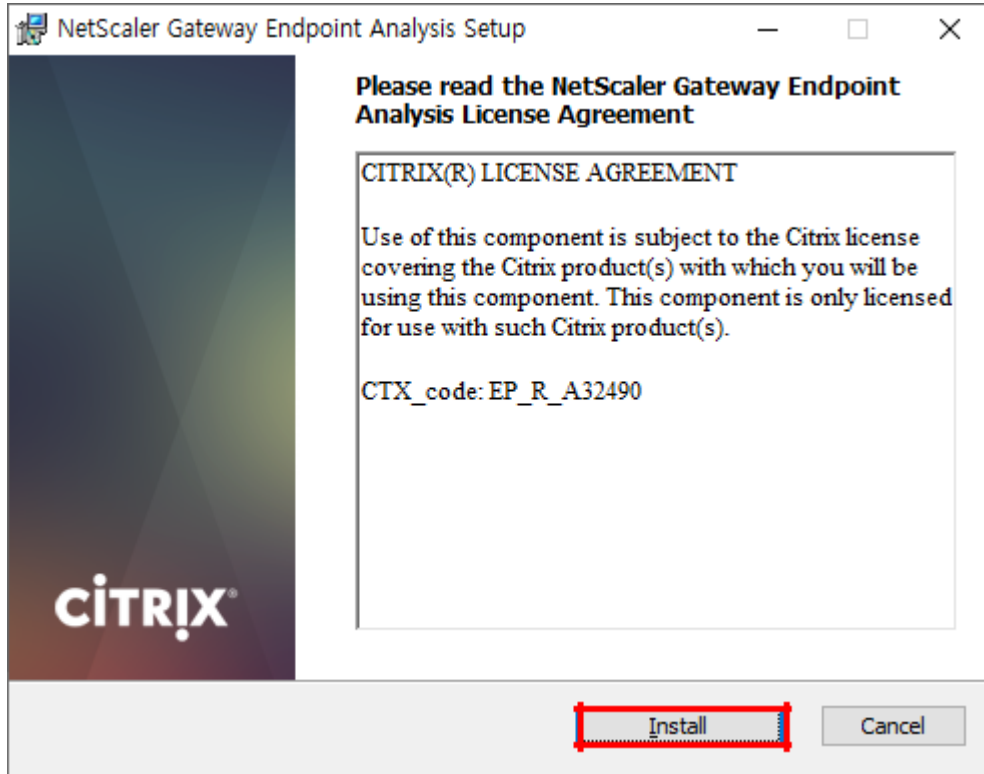 NetScaler Gateway Endpoint Analysis Setup
Please read the NetScaler Gateway Endpoint
Analysis License Agreement
CITRIX(R) LICENSE AGREEMENT
Use of this component is subject to the Citrix license
covering the Citrix product(s) with which you will be
using this component. This component is only licensed
for use with such Citrix product(s).
CTX_code: EP_R_A32490
CİTRỊX®
Install
Cancel